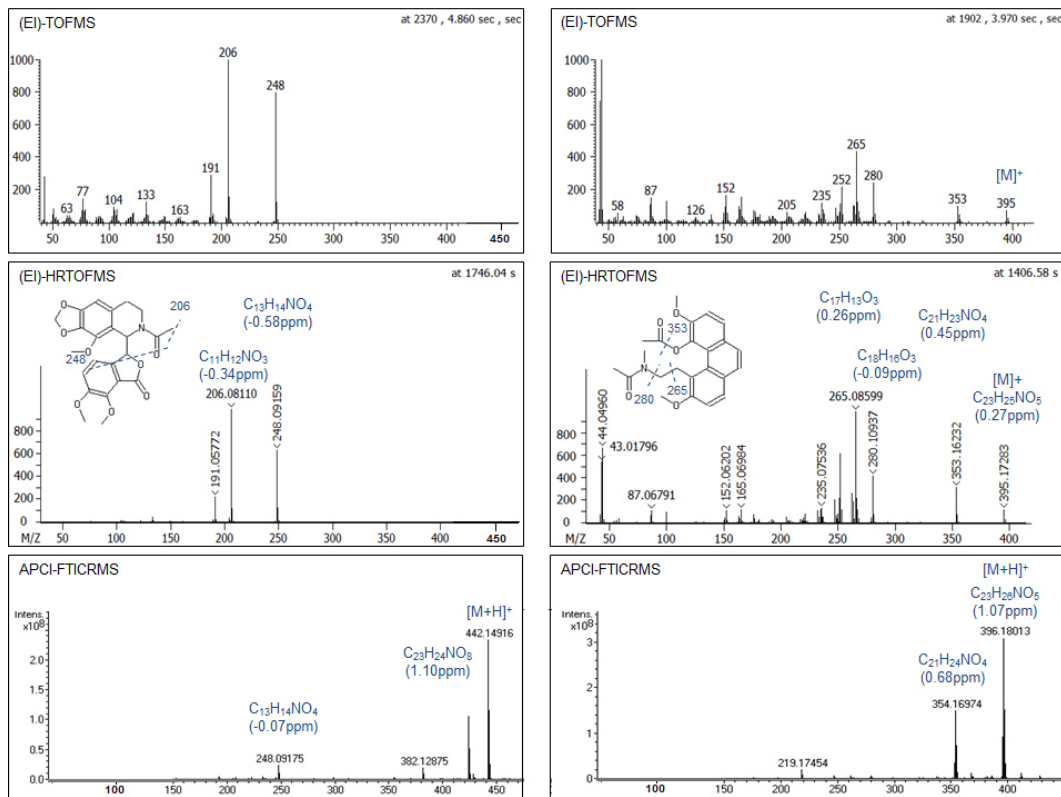 (EI)-TOFMS
at 2370 , 4.860 sec , sec
1000
800
600
400
200
0
206
248
191
77
63
104
133
163
50
100
150
200
250
300
350
400
450
(EI)-TOFMS
at 1902 , 3.970 sec , sec
1000
800
600
400
200
0
265
[M]+
87
152
252
280
235
353
395
58
126
205
50
100
150
200
250
300
350
400
(EI)-HRTOFMS
at 1746.04 s
O
O
N
O
O
O
O
O
O
206
248
C13H14NO4
(-0.58ppm)
C11H12NO3
(-0.34ppm)
206.08110
248.09159
191.05772
800
600
400
200
0
M/Z
50
100
150
200
250
300
350
400
450
(EI)-HRTOFMS
at 1406.58 s
O
O
O
N
O
O
353
280
265
C17H13O3
(0.26ppm)
C21H23NO4
(0.45ppm)
C18H16O3
(-0.09ppm)
[M]+
C23H25NO5
(0.27ppm)
265.08599
44.04960
43.01796
87.06791
152.06202
165.06984
235.07536
280.10937
353.16232
395.17283
800
600
400
200
0
M/Z
50
100
150
200
250
300
350
400
APCI-FTICRMS
Intens.
x10^8
[M+H]+
442.14916
C23H24NO8
(1.10ppm)
C13H14NO4
(-0.07ppm)
248.09175
382.12875
2.0
1.5
1.0
0.5
0.0
100
150
200
250
300
350
400
450
APCI-FTICRMS
Intens.
x10^8
[M+H]+
C23H26NO5
(1.07ppm)
396.18013
C21H24NO4
(0.68ppm)
354.16974
219.17454
3
2
1
0
100
150
200
250
300
350
400